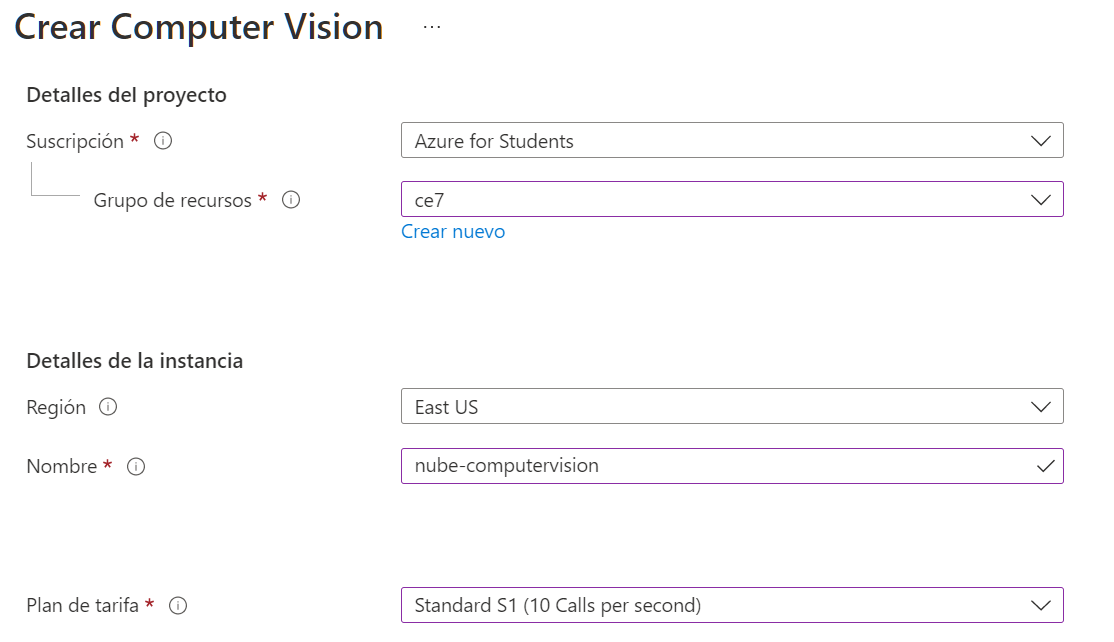 Crear Computer Vision ...
Detalles del proyecto
Suscripción * Azure for Students
Grupo de recursos * ce7
Crear nuevo
Detalles de la instancia
Región East US
Nombre * nube-computervision
Plan de tarifa * Standard S1 (10 Calls per second)